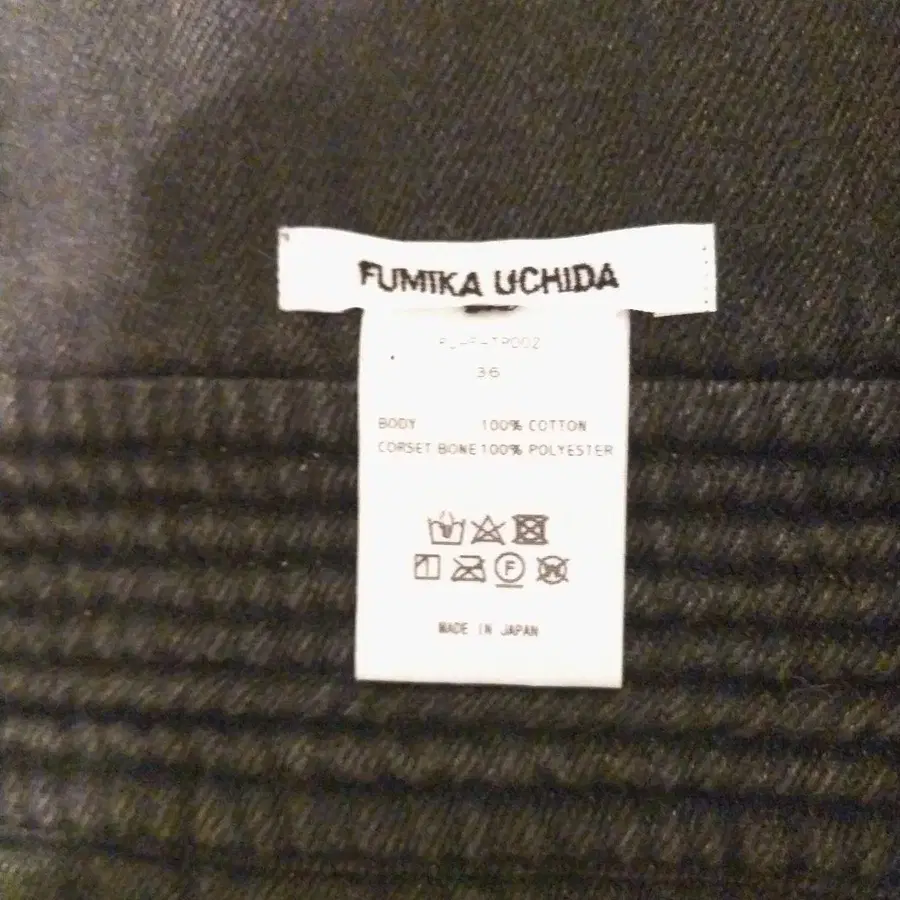 FUMIKA UCHIDA
36
BODY 100% COTTON
CORSET BONE 100% POLYESTER
F
W
MADE IN JAPAN